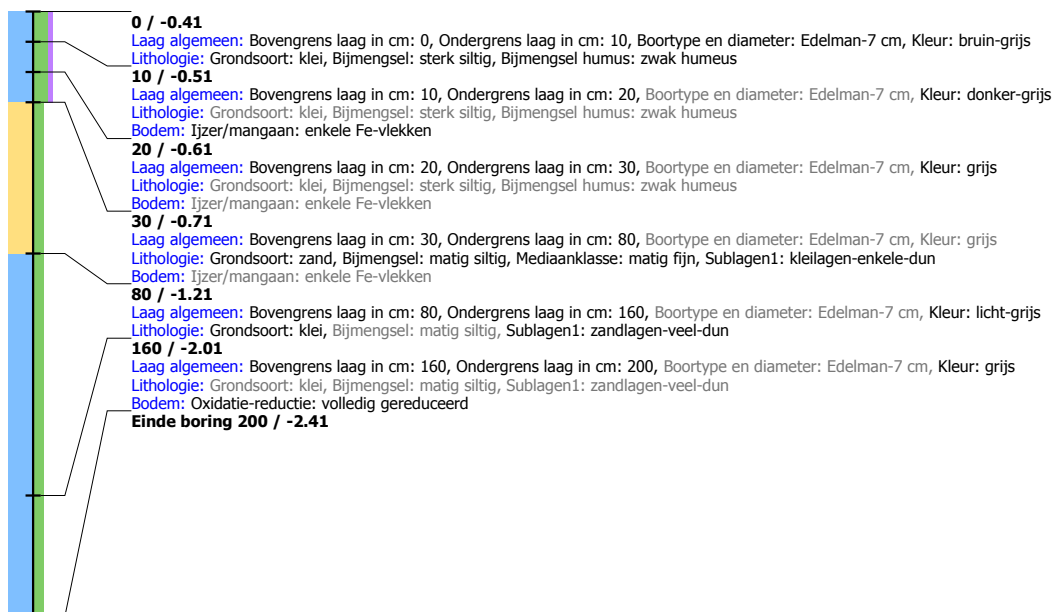 0 / -0.41
Laag algemeen: Bovengrens laag in cm: 0, Ondergrens laag in cm: 10, Boortype en diameter: Edelman-7 cm, Kleur: bruin-grijs
Lithologie: Grondsoort: klei, Bijmengsel: sterk siltig, Bijmengsel humus: zwak humeus
10 / -0.51
Laag algemeen: Bovengrens laag in cm: 10, Ondergrens laag in cm: 20, Boortype en diameter: Edelman-7 cm, Kleur: donker-grijs
Lithologie: Grondsoort: klei, Bijmengsel: sterk siltig, Bijmengsel humus: zwak humeus
Bodem: Ijzer/mangaan: enkele Fe-vlekken
20 / -0.61
Laag algemeen: Bovengrens laag in cm: 20, Ondergrens laag in cm: 30, Boortype en diameter: Edelman-7 cm, Kleur: grijs
Lithologie: Grondsoort: klei, Bijmengsel: sterk siltig, Bijmengsel humus: zwak humeus
Bodem: Ijzer/mangaan: enkele Fe-vlekken
30 / -0.71
Laag algemeen: Bovengrens laag in cm: 30, Ondergrens laag in cm: 80, Boortype en diameter: Edelman-7 cm, Kleur: grijs
Lithologie: Grondsoort: zand, Bijmengsel: matig siltig, Mediaanklasse: matig fijn, Sublagen1: kleilagen-enkele-dun
Bodem: Ijzer/mangaan: enkele Fe-vlekken
80 / -1.21
Laag algemeen: Bovengrens laag in cm: 80, Ondergrens laag in cm: 160, Boortype en diameter: Edelman-7 cm, Kleur: licht-grijs
Lithologie: Grondsoort: klei, Bijmengsel: matig siltig, Sublagen1: zandlagen-veel-dun
160 / -2.01
Laag algemeen: Bovengrens laag in cm: 160, Ondergrens laag in cm: 200, Boortype en diameter: Edelman-7 cm, Kleur: grijs
Lithologie: Grondsoort: klei, Bijmengsel: matig siltig, Sublagen1: zandlagen-veel-dun
Bodem: Oxidatie-reductie: volledig gereduceerd
Einde boring 200 / -2.41